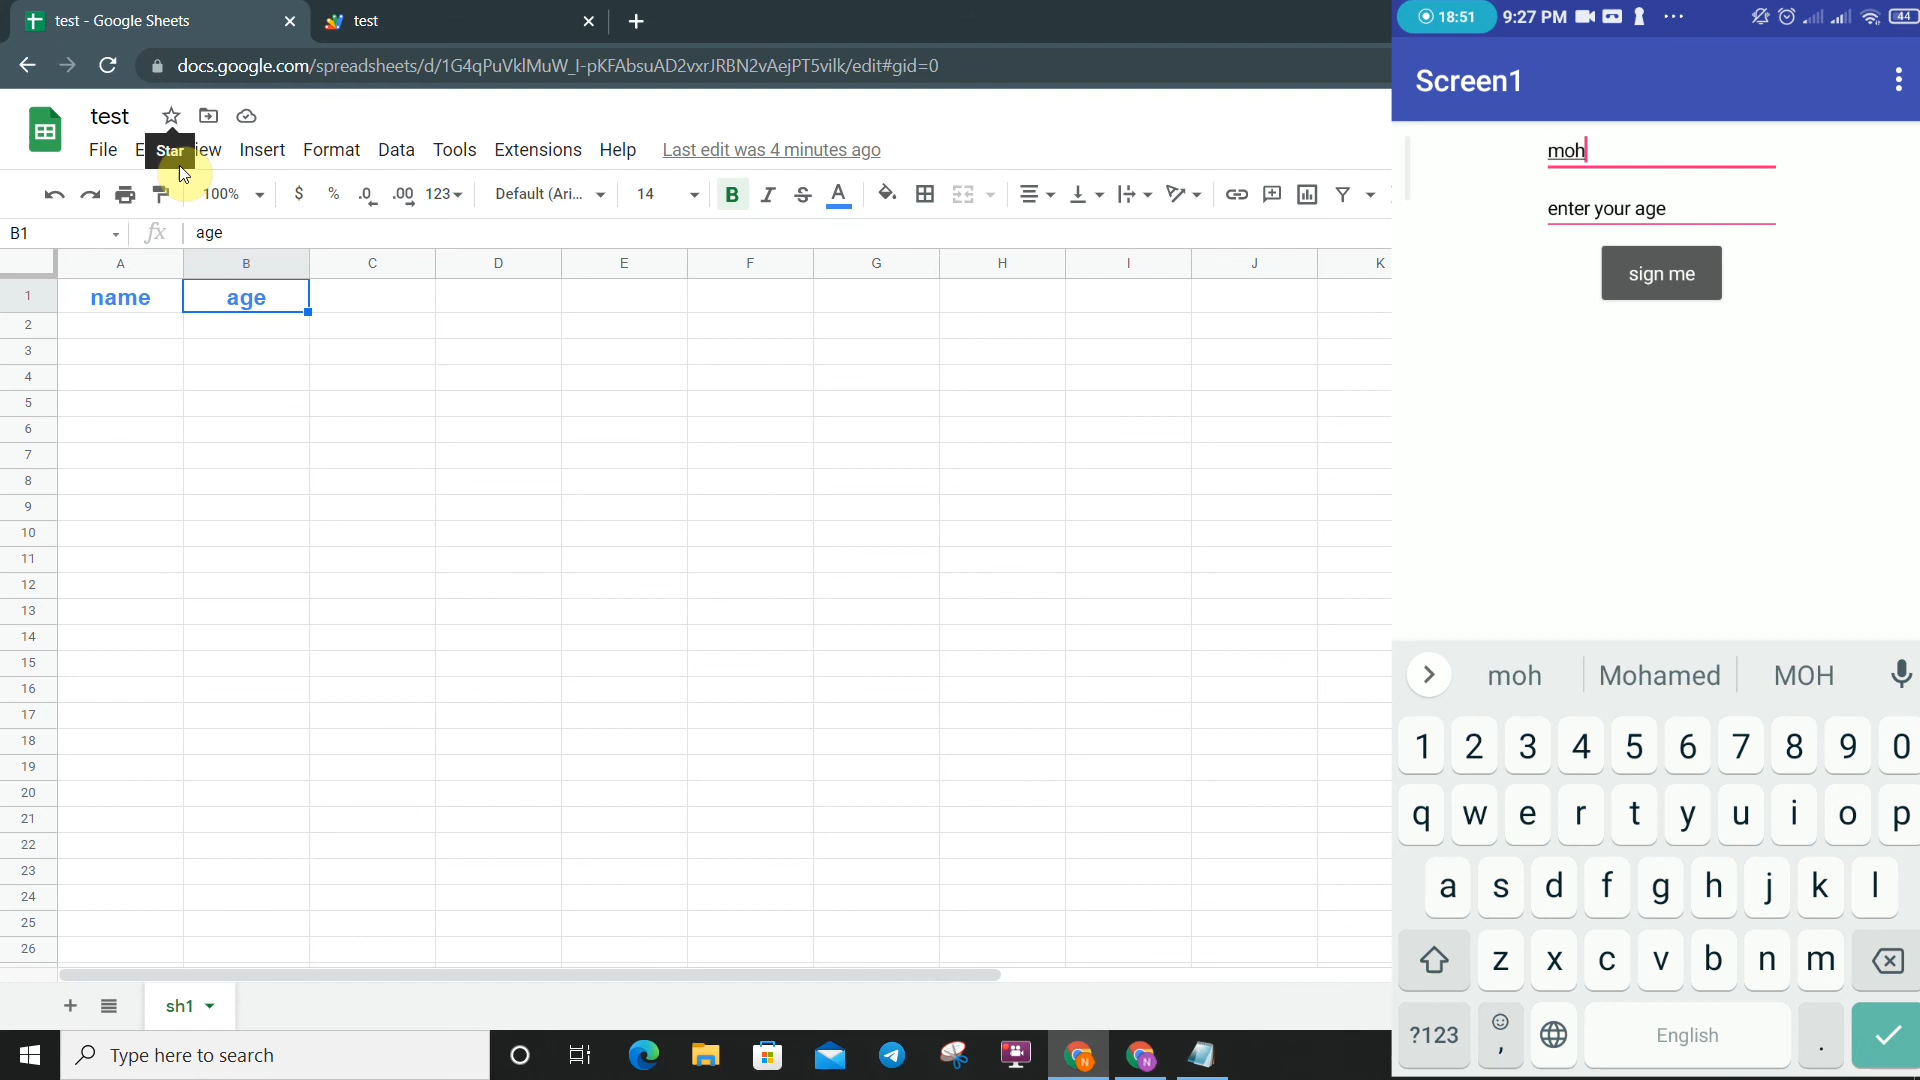 test - Google Sheets
test
docs.google.com/spreadsheets/d/1G4qPuVklMuW_I-pKFAbsuAD2vxrJRBN2vAejPT5vilk/edit#gid=0
test
File E Star iew Insert Format Data Tools Extensions Help Last edit was 4 minutes ago
100% $ % .0 .00 123 Default (Ari... 14 B I S A
B1 fx age
A B C D E F G H I J K
1 name age
2
3
4
5
6
7
8
9
10
11
12
13
14
15
16
17
18
19
20
21
22
23
24
25
26
sh1
Type here to search
18:51 9:27 PM 44
Screen1
moh
enter your age
sign me
moh Mohamed MOH
1 2 3 4 5 6 7 8 9 0
q w e r t y u i o p
a s d f g h j k l
z x c v b n m
?123 , English .